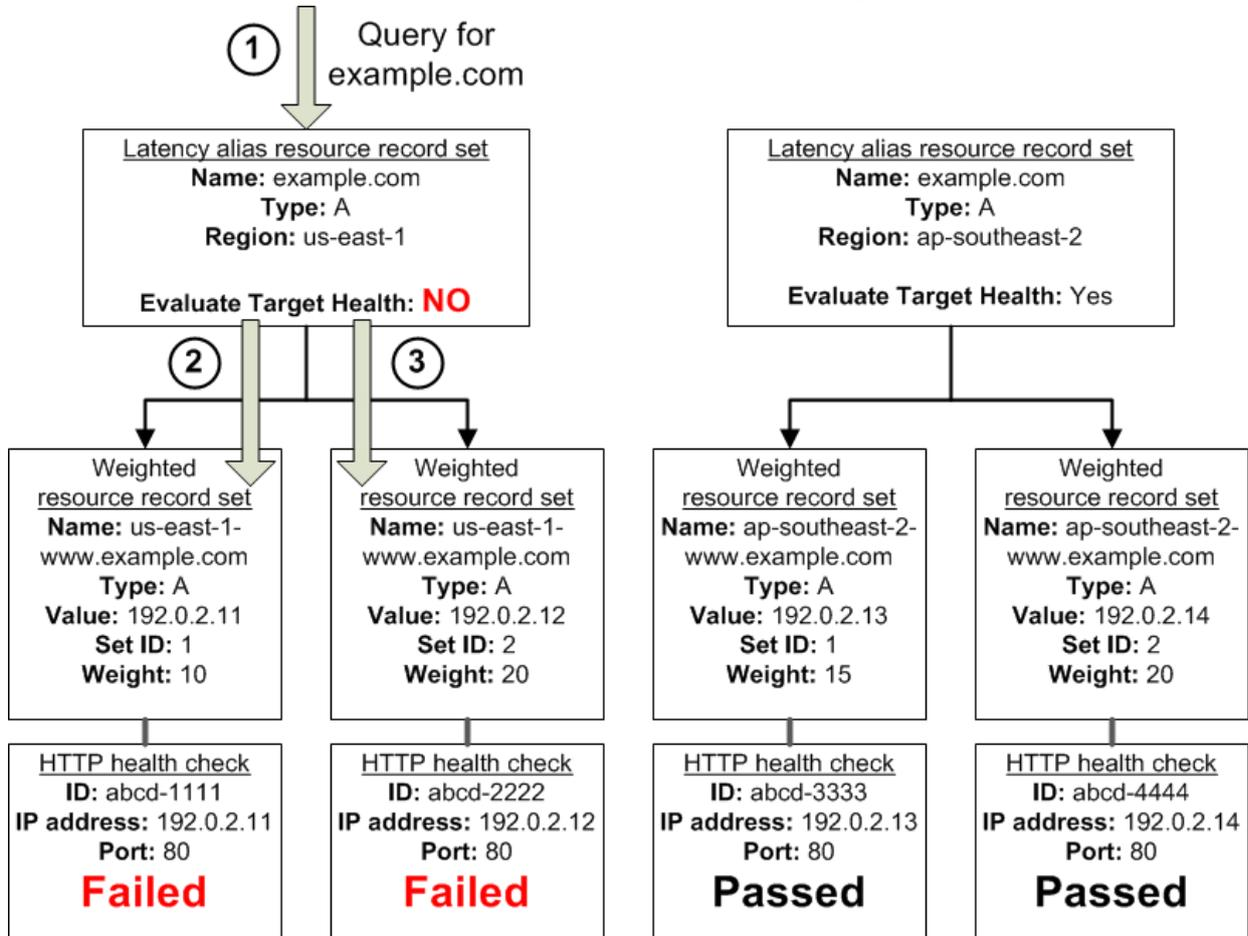 1
Query for
example.com
Latency alias resource record set
Name: example.com
Type: A
Region: us-east-1
Evaluate Target Health: NO
Latency alias resource record set
Name: example.com
Type: A
Region: ap-southeast-2
Evaluate Target Health: Yes
2
3
Weighted
resource record set
Name: us-east-1-
www.example.com
Type: A
Value: 192.0.2.11
Set ID: 1
Weight: 10
Weighted
resource record set
Name: us-east-1-
www.example.com
Type: A
Value: 192.0.2.12
Set ID: 2
Weight: 20
Weighted
resource record set
Name: ap-southeast-2-
www.example.com
Type: A
Value: 192.0.2.13
Set ID: 1
Weight: 15
Weighted
resource record set
Name: ap-southeast-2-
www.example.com
Type: A
Value: 192.0.2.14
Set ID: 2
Weight: 20
HTTP health check
ID: abcd-1111
IP address: 192.0.2.11
Port: 80
Failed
HTTP health check
ID: abcd-2222
IP address: 192.0.2.12
Port: 80
Failed
HTTP health check
ID: abcd-3333
IP address: 192.0.2.13
Port: 80
Passed
HTTP health check
ID: abcd-4444
IP address: 192.0.2.14
Port: 80
Passed